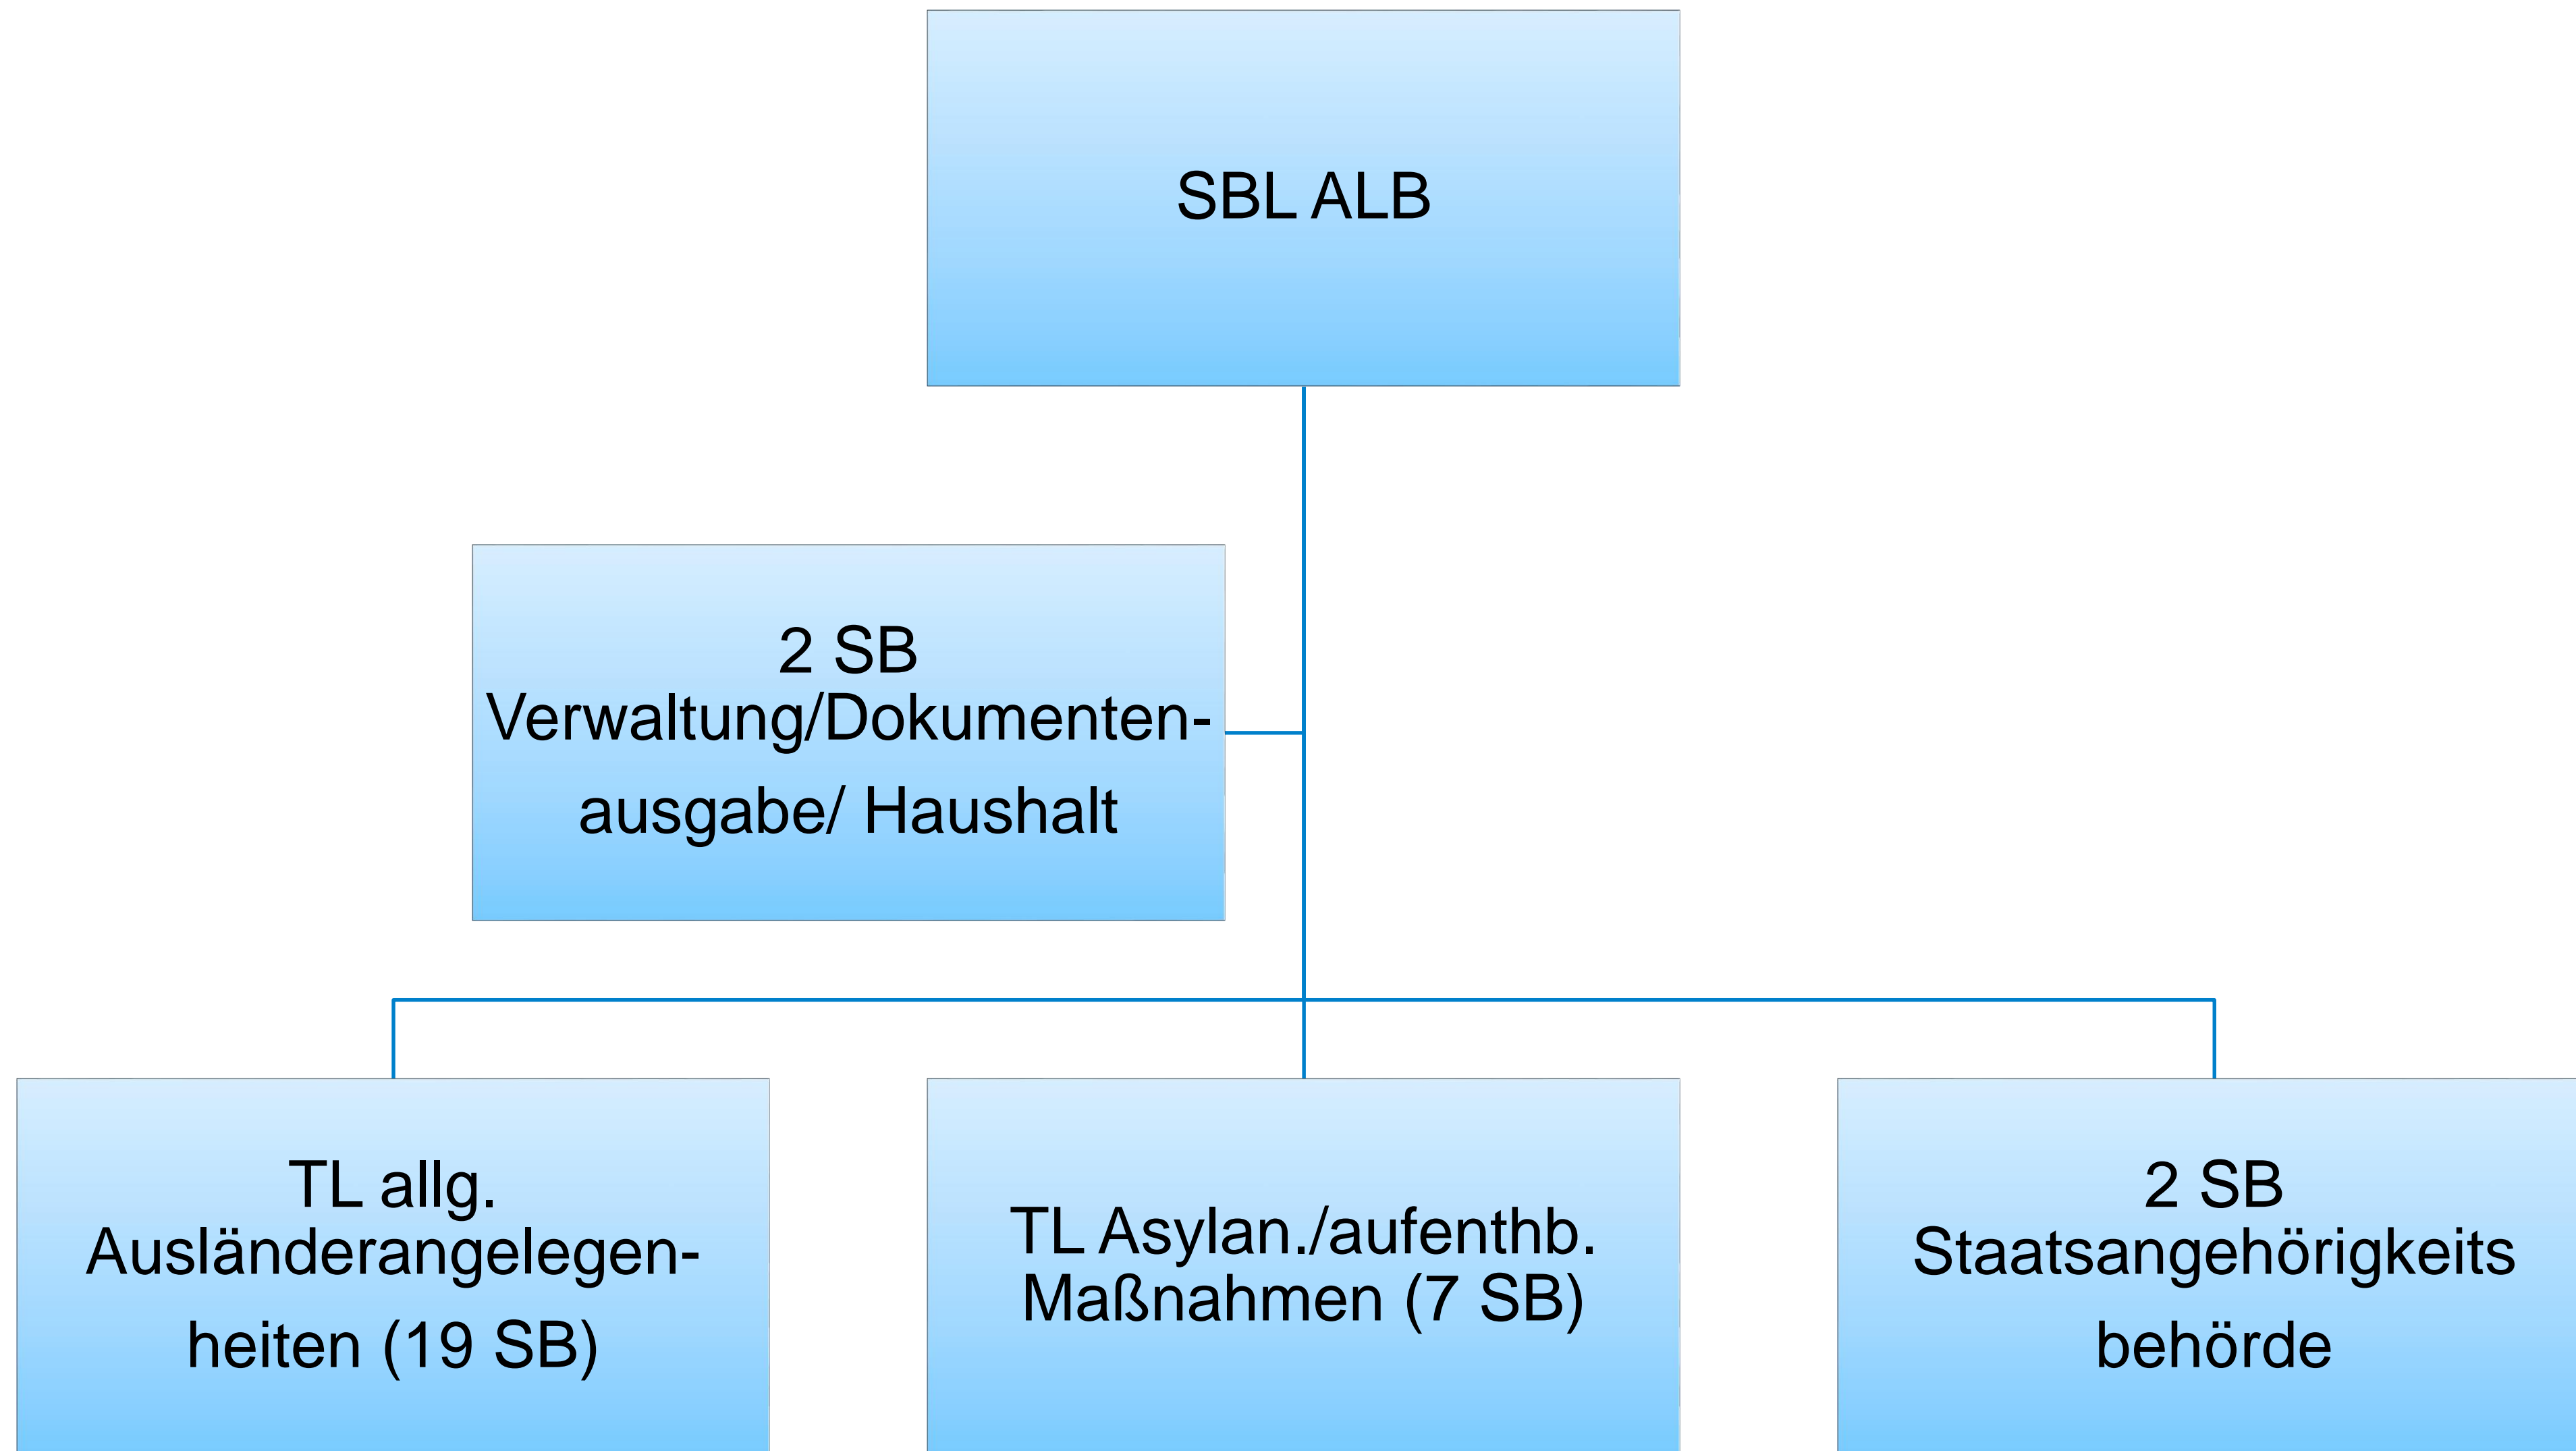 SBL ALB
2 SB
Verwaltung/Dokumenten-
ausgabe/ Haushalt
TL allg.
Ausländerangelegen-
heiten (19 SB)
TL Asylan./aufenthb.
Maßnahmen (7 SB)
2 SB
Staatsangehörigkeits
behörde